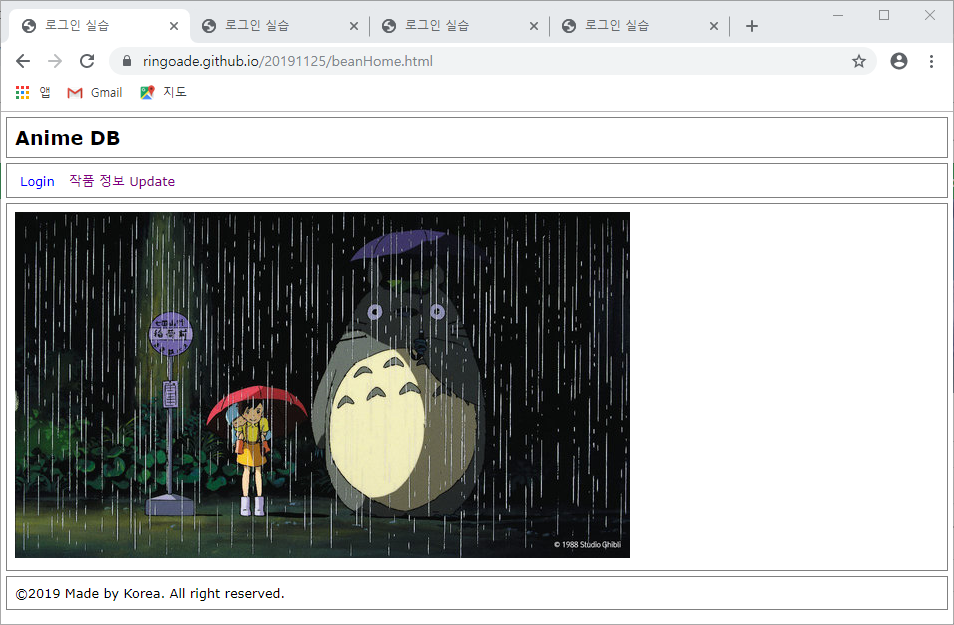 로그인 실습
로그인 실습
로그인 실습
로그인 실습
ringoade.github.io/20191125/beanHome.html
앱
Gmail
지도
Anime DB
Login 작품 정보 Update
© 1988 Studio Ghibli
©2019 Made by Korea. All right reserved.